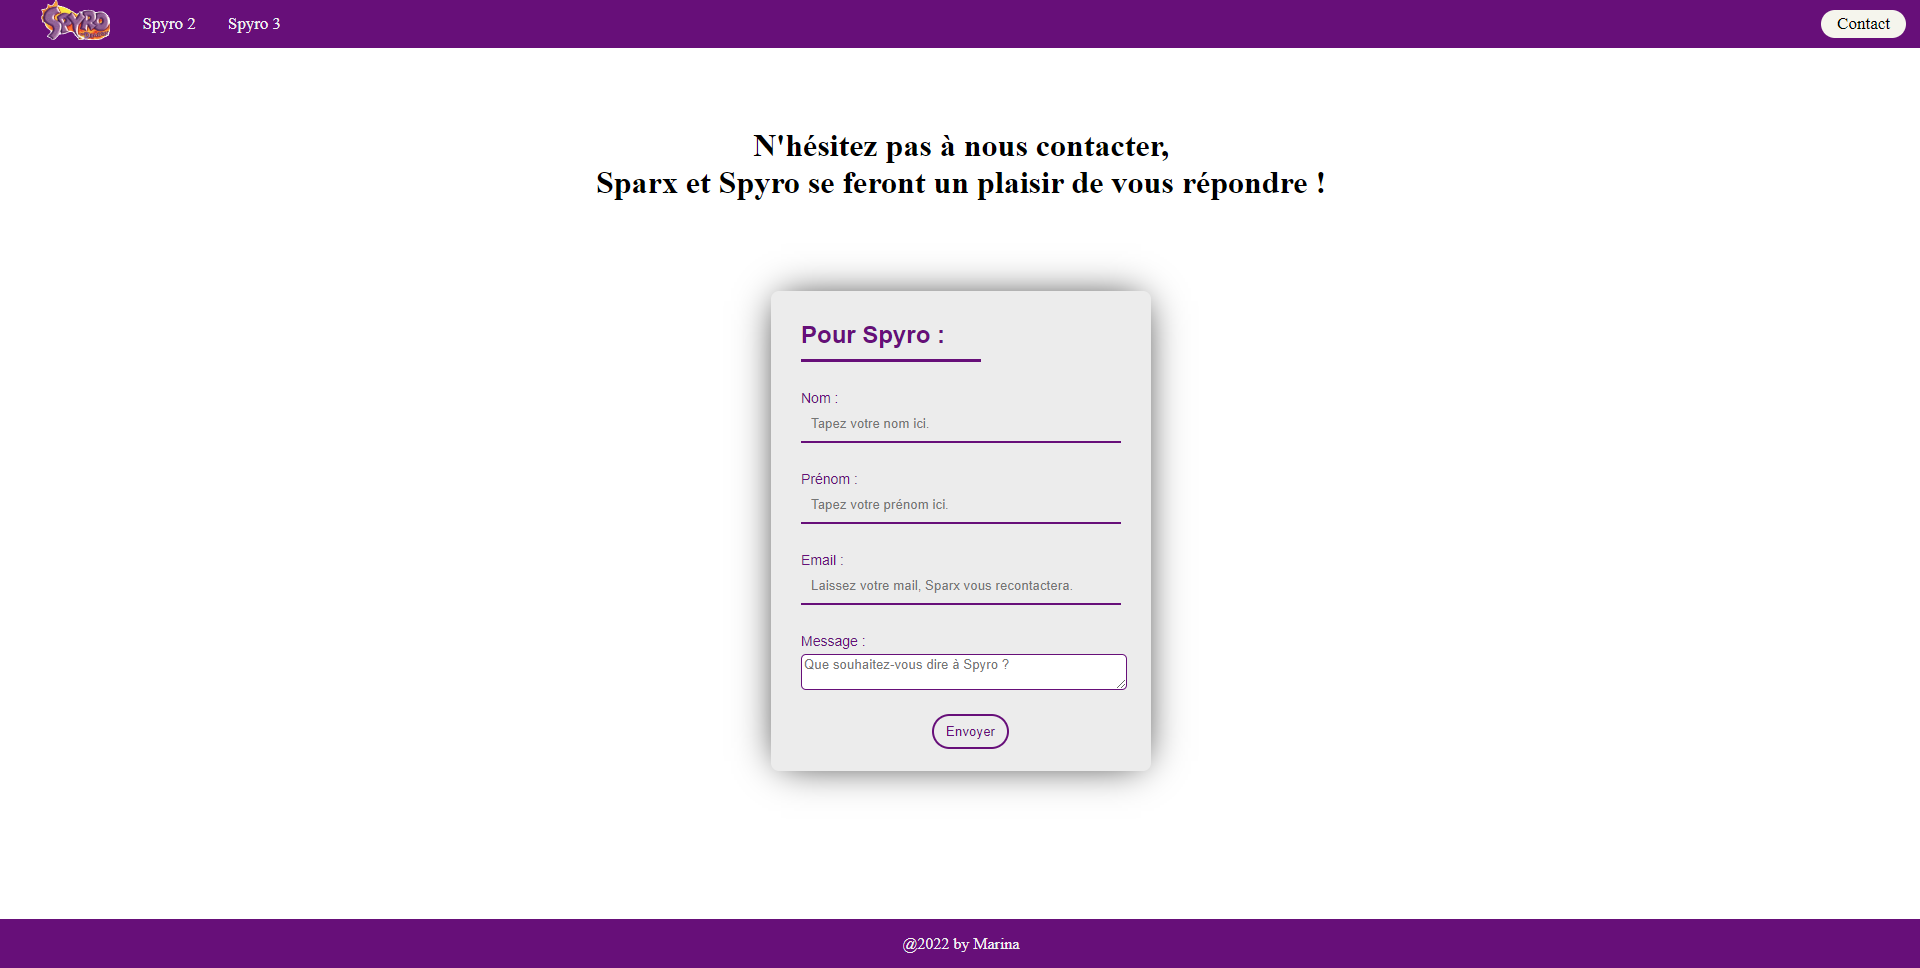 SPYRO
Spyro 2
Spyro 3
Contact
N'hésitez pas à nous contacter,
Sparx et Spyro se feront un plaisir de vous répondre !
Pour Spyro :
Nom :
Tapez votre nom ici.
Prénom :
Tapez votre prénom ici.
Email :
Laissez votre mail, Sparx vous recontactera.
Message :
Que souhaitez-vous dire à Spyro ?
Envoyer
@2022 by Marina